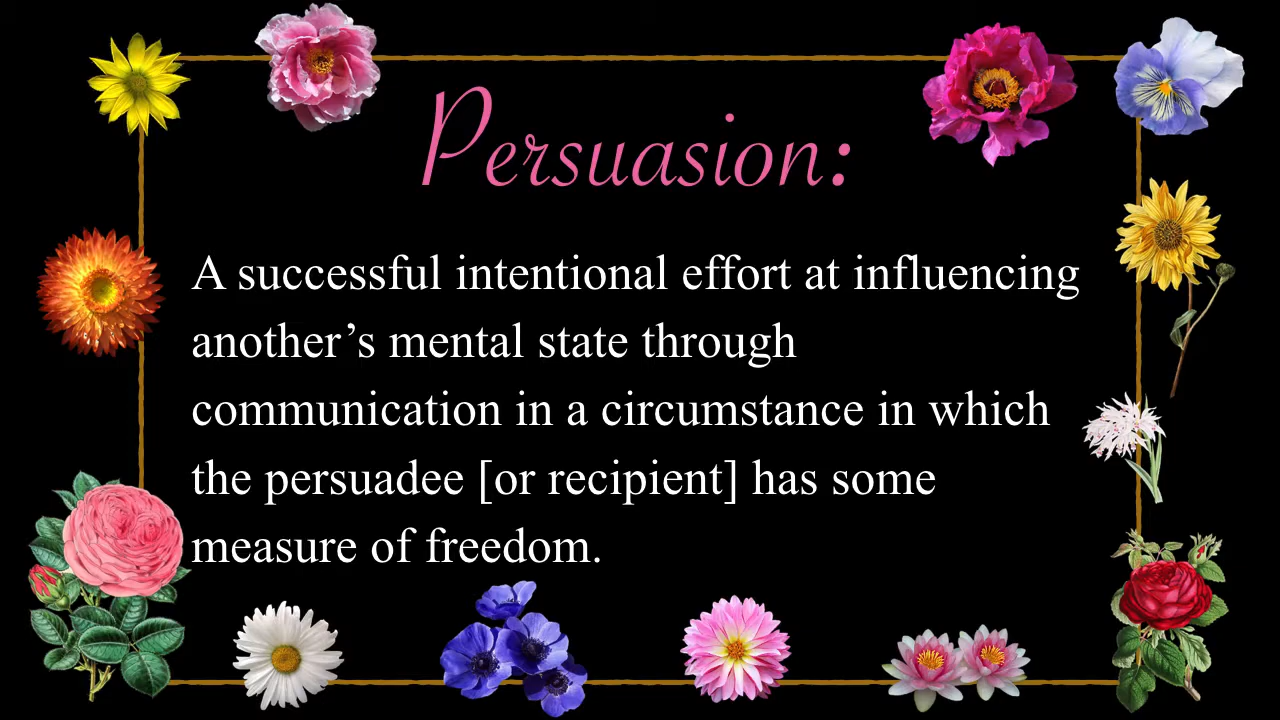 Persuasion:
A successful intentional effort at influencing
another’s mental state through
communication in a circumstance in which
the persuadee [or recipient] has some
measure of freedom.